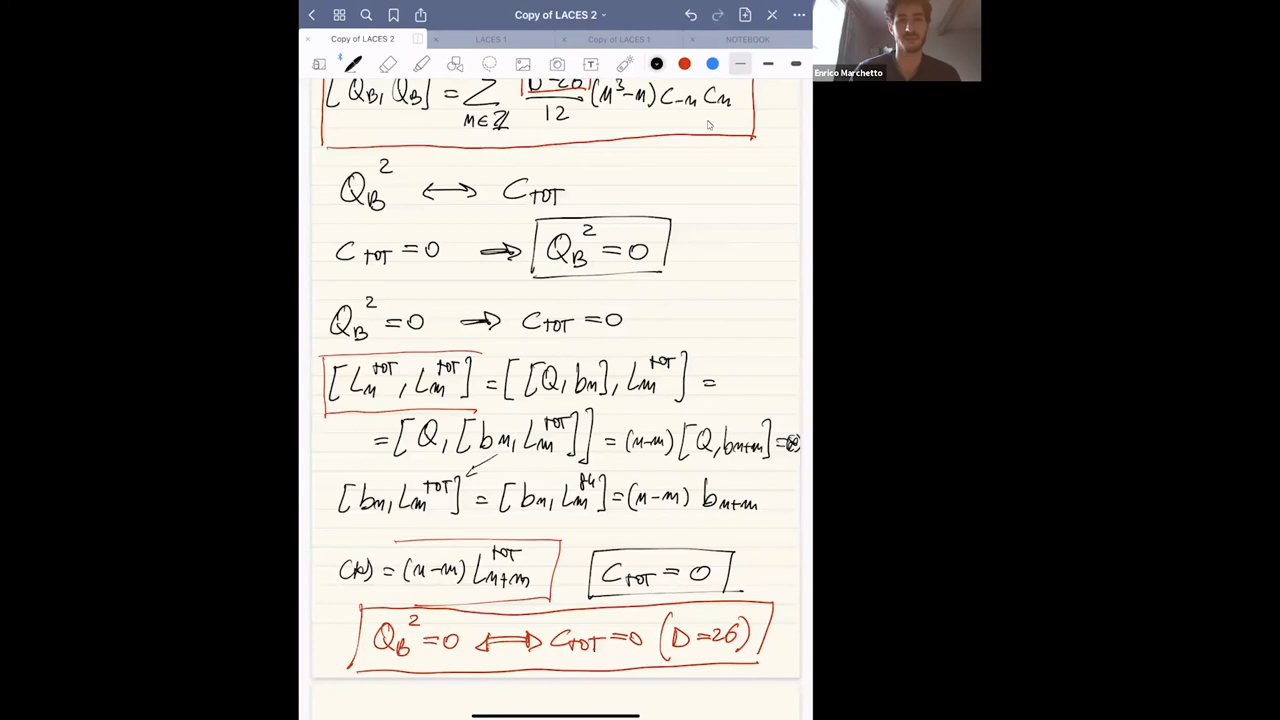 Copy of LACES 2
Copy of LACES 2
LACES 1
Copy of LACES 1
NOTEBOOK
Enrico Marchetto
[Q_B, Q_B] = Σ_{n∈ℤ} (D-26)/12 (n³-n) C_{-n} C_n
Q_B² ↔ C_TOT
C_TOT = 0 → Q_B² = 0
Q_B² = 0 → C_TOT = 0
[L_n^tot, L_m^tot] = [[Q, b_n], L_m^tot] =
= [Q, [b_n, L_m^tot]] = (n-m) [Q, b_{n+m}] = (*)
[b_n, L_m^TOT] = [b_n, L_m^gh] = (n-m) b_{n+m}
(*) = (n-m) L_{n+m}^tot C_TOT = 0
Q_B² = 0 ⟺ C_TOT = 0 (D=26)